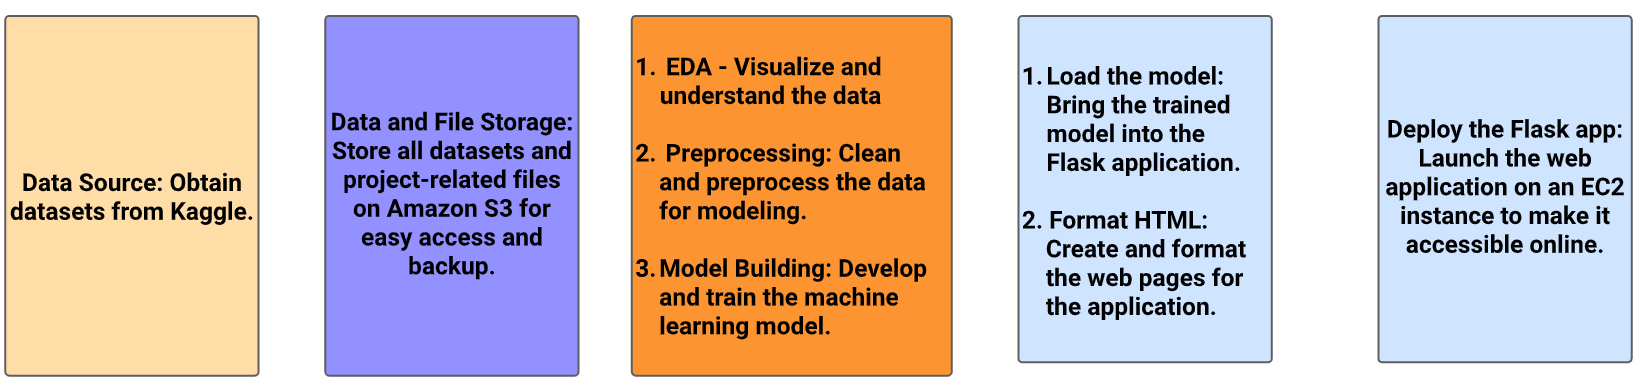 Data Source: Obtain
datasets from Kaggle.
Data and File Storage:
Store all datasets and
project-related files
on Amazon S3 for
easy access and
backup.
1. EDA - Visualize and
understand the data
2. Preprocessing: Clean
and preprocess the data
for modeling.
3. Model Building: Develop
and train the machine
learning model.
1. Load the model:
Bring the trained
model into the
Flask application.
2. Format HTML:
Create and format
the web pages for
the application.
Deploy the Flask app:
Launch the web
application on an EC2
instance to make it
accessible online.